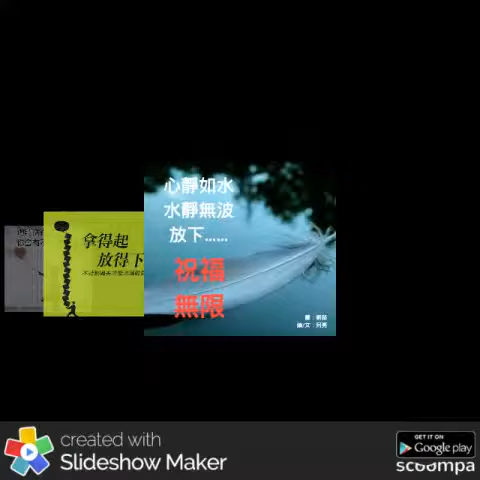 心靜如水
水靜無波
放下......
祝福
無限
拿得起
放得下
created with
Slideshow Maker
GET IT ON
Google play
scoompa